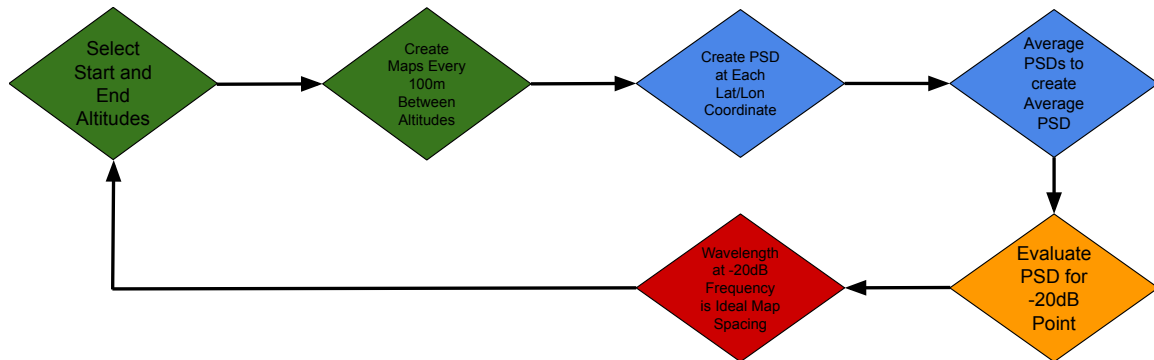 Select
Start and
End
Altitudes
Create
Maps Every
100m
Between
Altitudes
Create PSD
at Each
Lat/Lon
Coordinate
Average
PSDs to
create
Average
PSD
Evaluate
PSD for
-20dB
Point
Wavelength
at -20dB
Frequency
is Ideal Map
Spacing